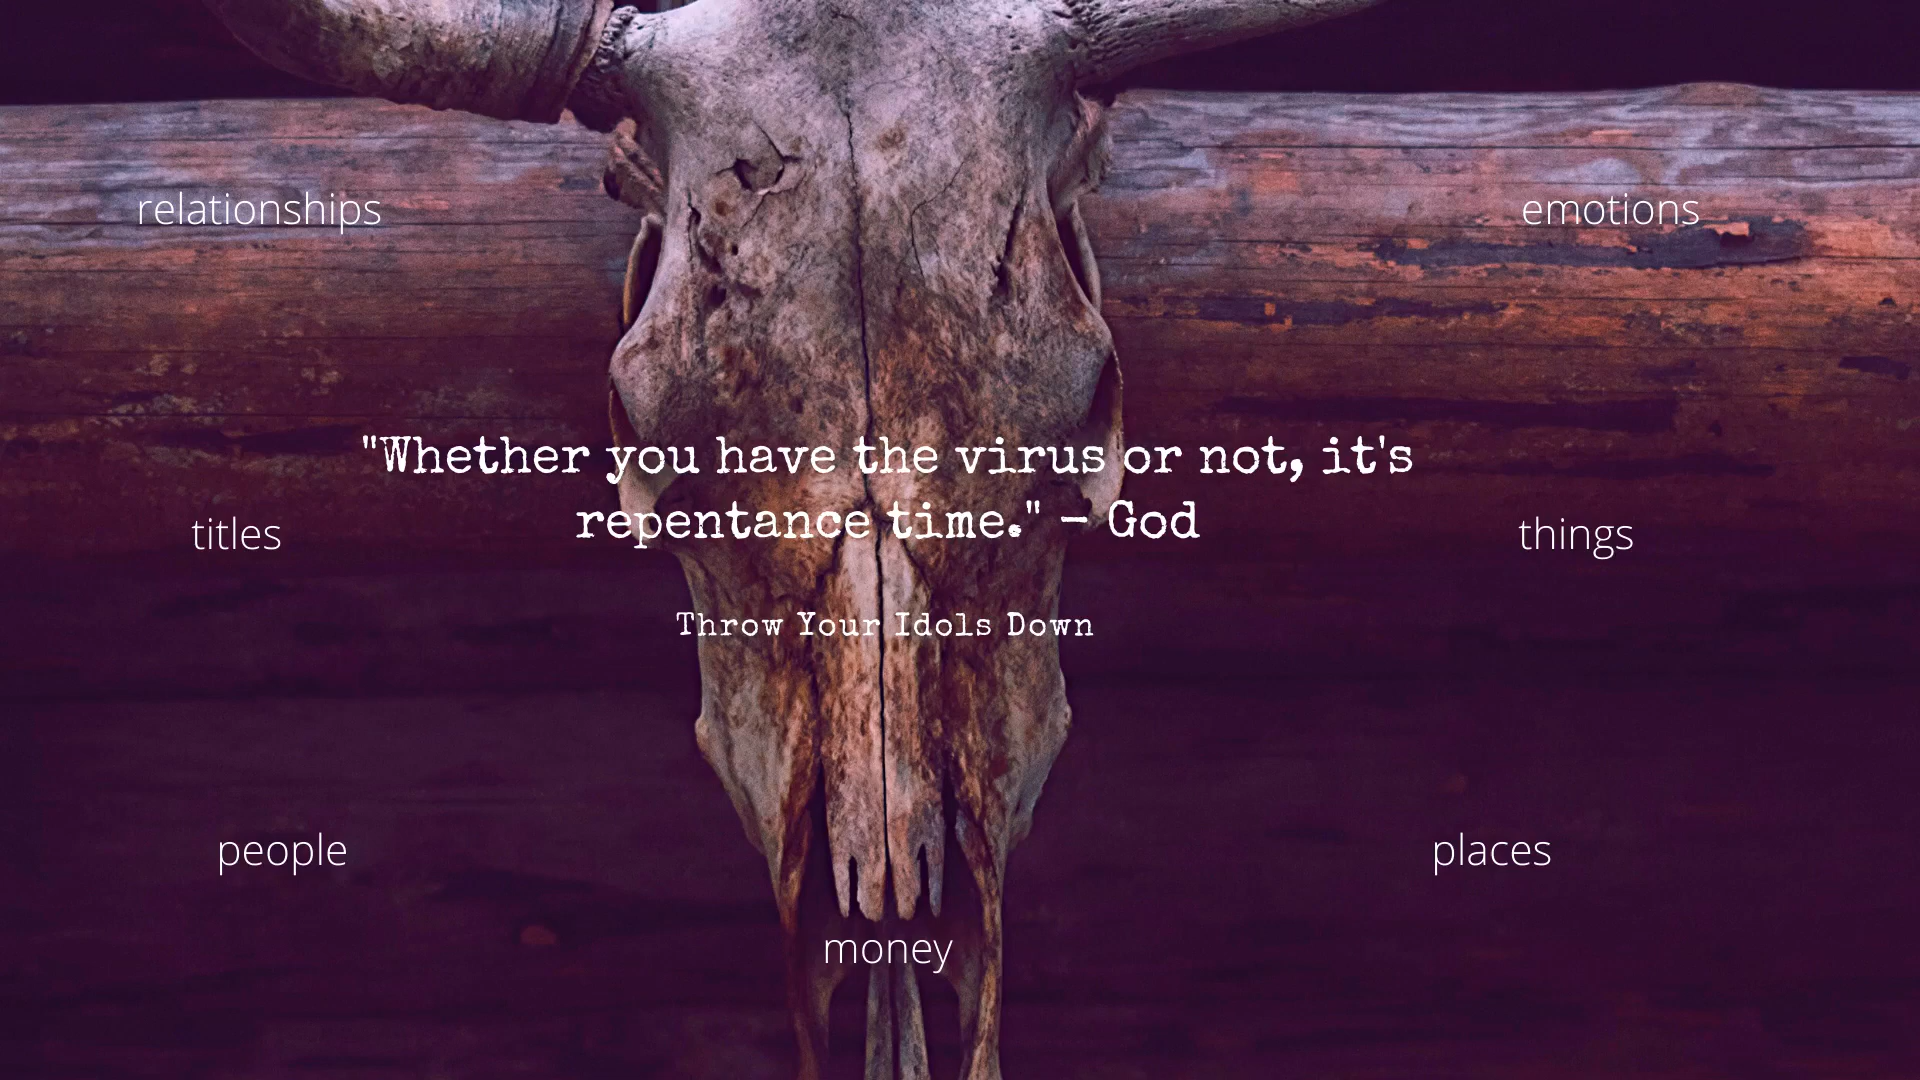 relationships
emotions
"Whether you have the virus or not, it's
repentance time." - God
titles
things
Throw Your Idols Down
people
places
money